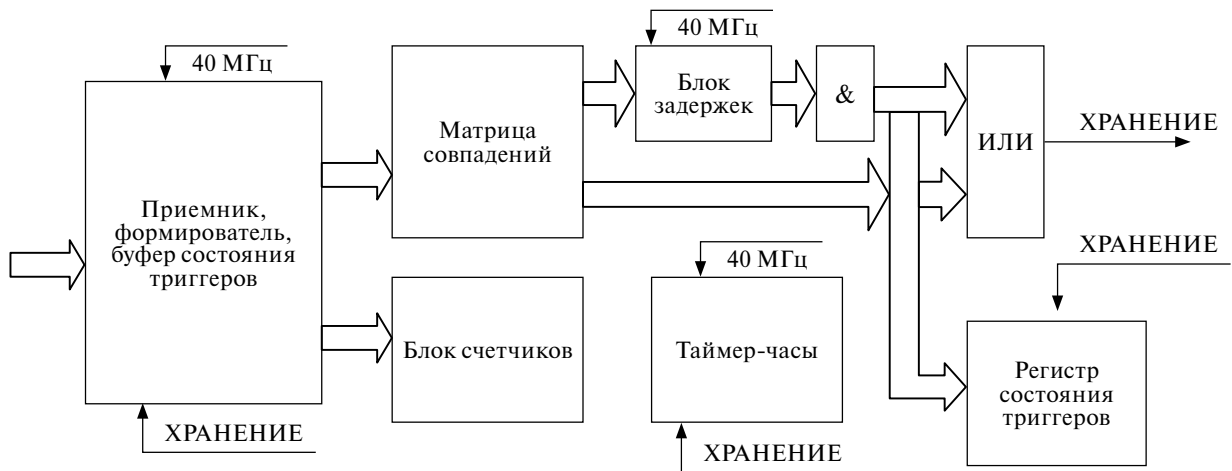 40 МГц
Приемник,
формирователь,
буфер состояния
триггеров
ХРАНЕНИЕ
Матрица
совпадений
Блок счетчиков
40 МГц
Блок
задержек
&
ИЛИ
ХРАНЕНИЕ
40 МГц
Таймер-часы
ХРАНЕНИЕ
ХРАНЕНИЕ
Регистр
состояния
триггеров